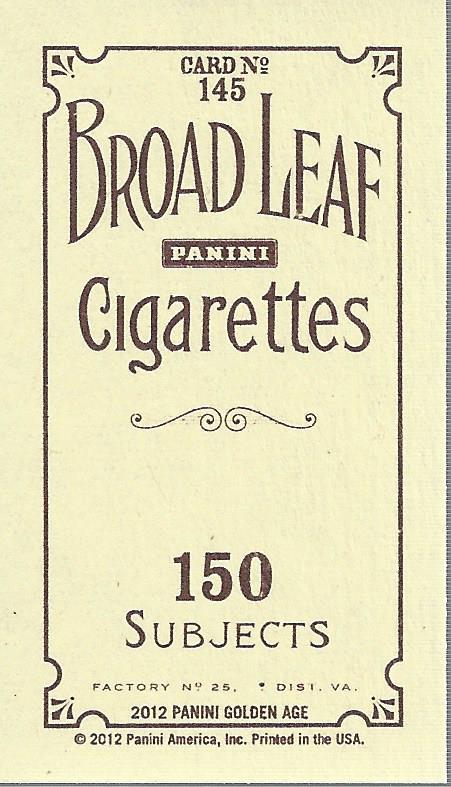 CARD Nº
145
BROAD LEAF
PANINI
Cigarettes
150
SUBJECTS
FACTORY Nº 25, • DIST. VA.
2012 PANINI GOLDEN AGE
© 2012 Panini America, Inc. Printed in the USA.